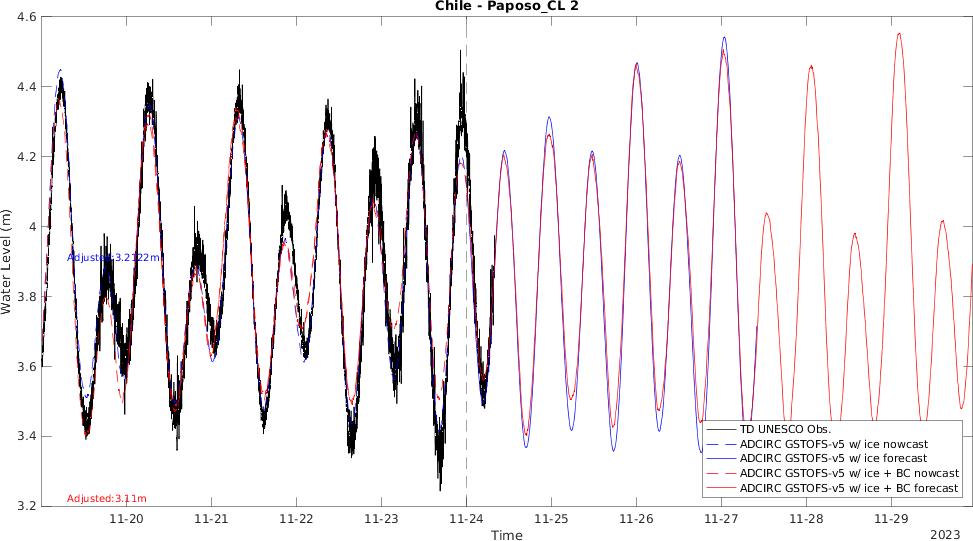 Chile - Paposo_CL 2
4.6
4.4
4.2
4
3.8
3.6
3.4
3.2
Water Level (m)
Adjusted:3.2122m
Adjusted:3.11m
TD UNESCO Obs.
ADCIRC GSTOFS-v5 w/ ice nowcast
ADCIRC GSTOFS-v5 w/ ice forecast
ADCIRC GSTOFS-v5 w/ ice + BC nowcast
ADCIRC GSTOFS-v5 w/ ice + BC forecast
11-20 11-21 11-22 11-23 11-24 11-25 11-26 11-27 11-28 11-29
Time
2023